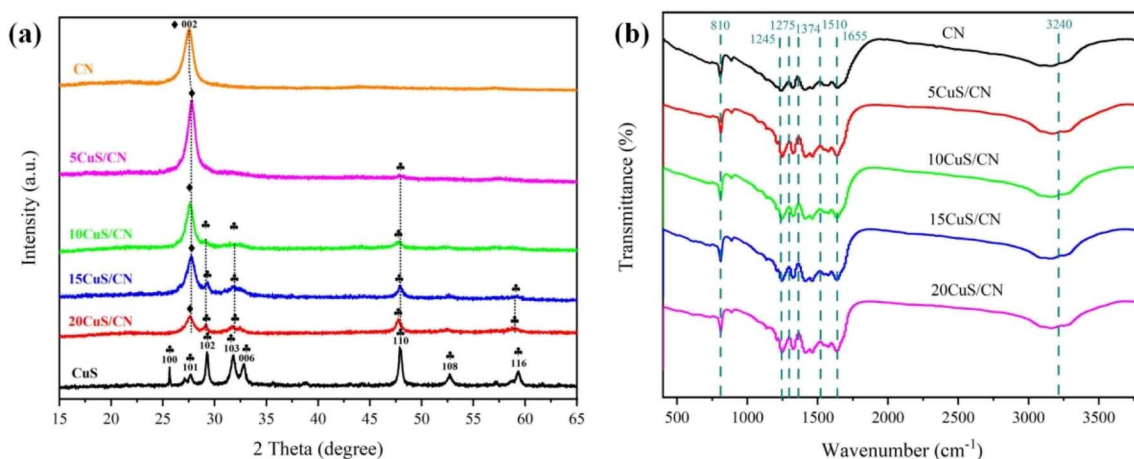 (a)
♦ 002
CN
♦
5CuS/CN
♣
♦
10CuS/CN
♣ ♣ ♣
♦
15CuS/CN
♣ ♣ ♣ ♣
♦
20CuS/CN
♣ ♣ ♣ ♣
CuS
♣ 100
♣ 101
♣ 102
♣ 103
♣ 006
♣ 110
♣ 108
♣ 116
15 20 25 30 35 40 45 50 55 60 65
2 Theta (degree)
Intensity (a.u.)
(b)
810 1245 1275 1374 1510 1655 3240
CN
5CuS/CN
10CuS/CN
15CuS/CN
20CuS/CN
500 1000 1500 2000 2500 3000 3500
Wavenumber (cm⁻¹)
Transmittance (%)